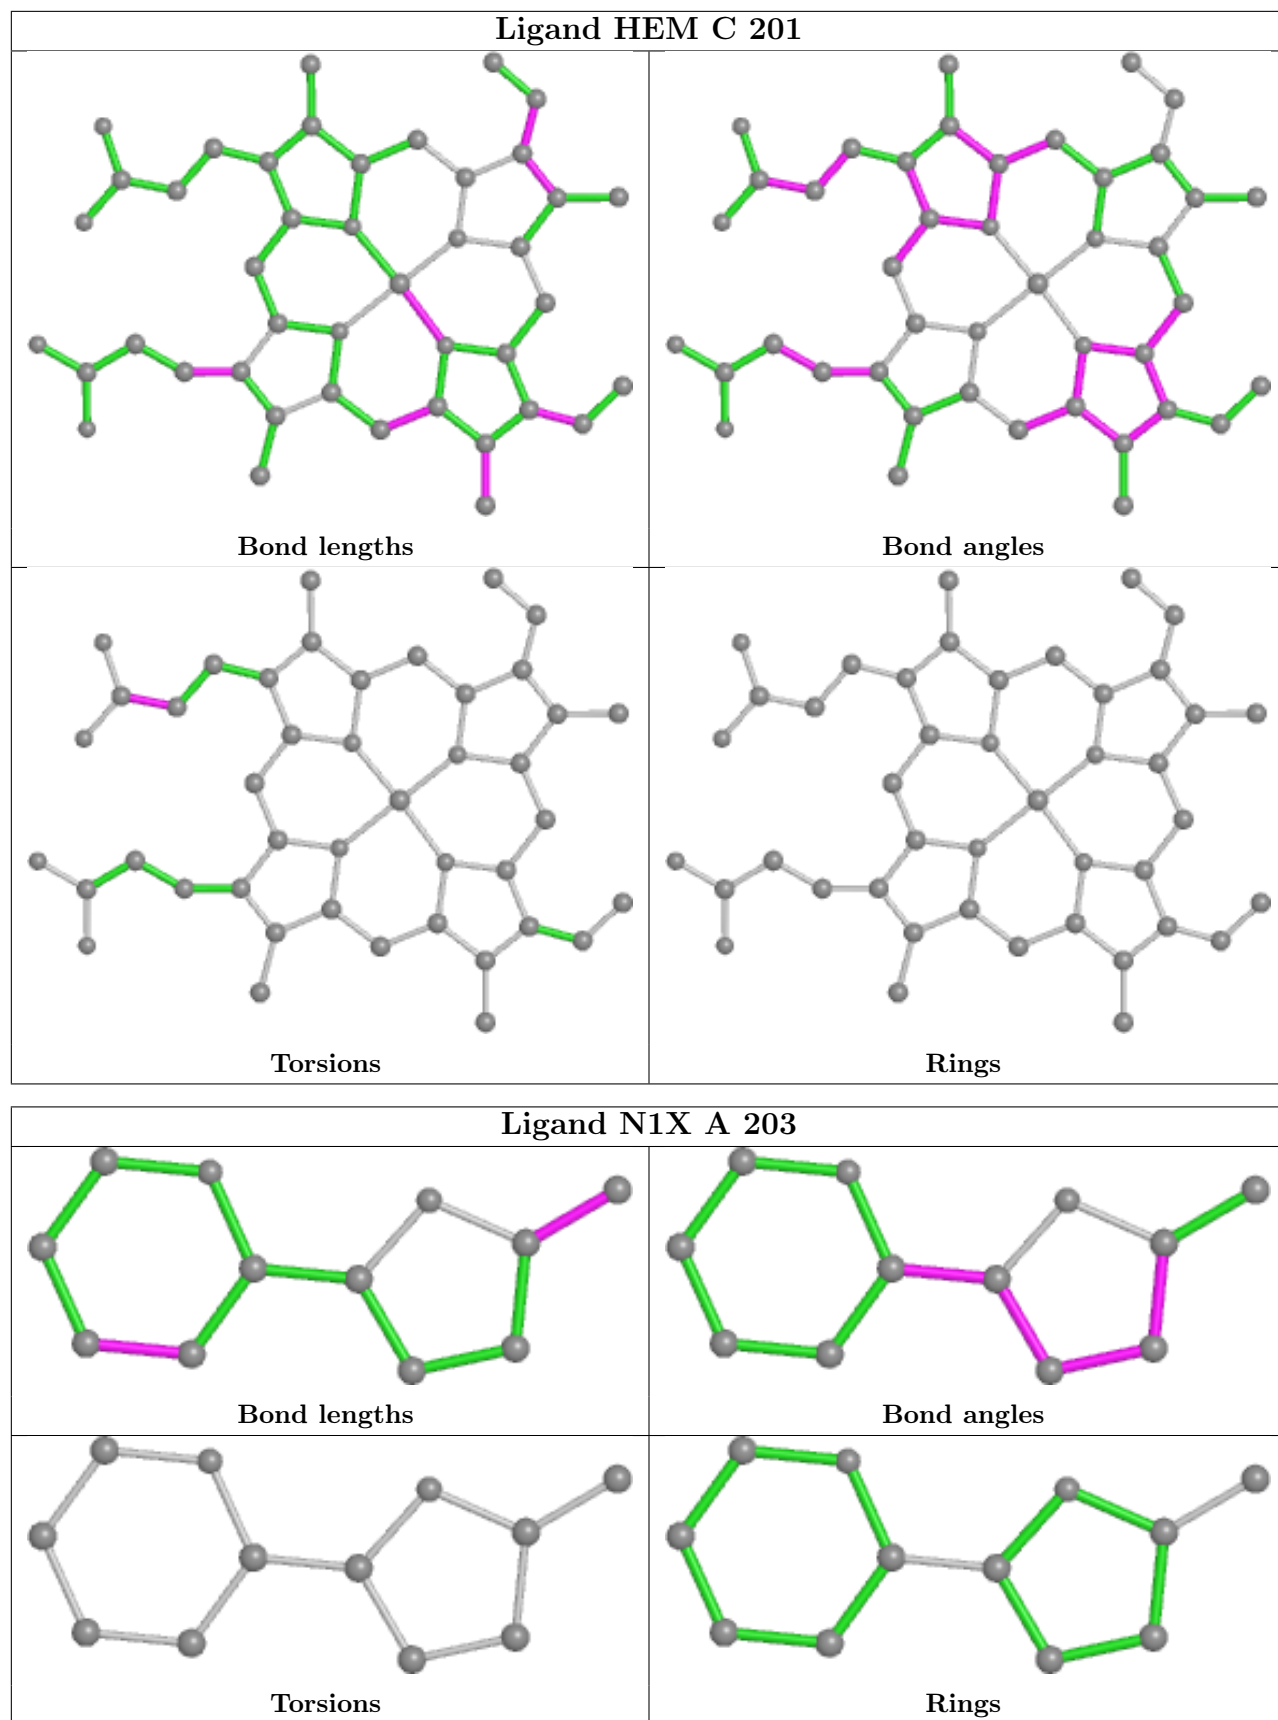 Ligand HEM C 201
Bond lengths
Bond angles
Torsions
Rings
Ligand N1X A 203
Bond lengths
Bond angles
Torsions
Rings